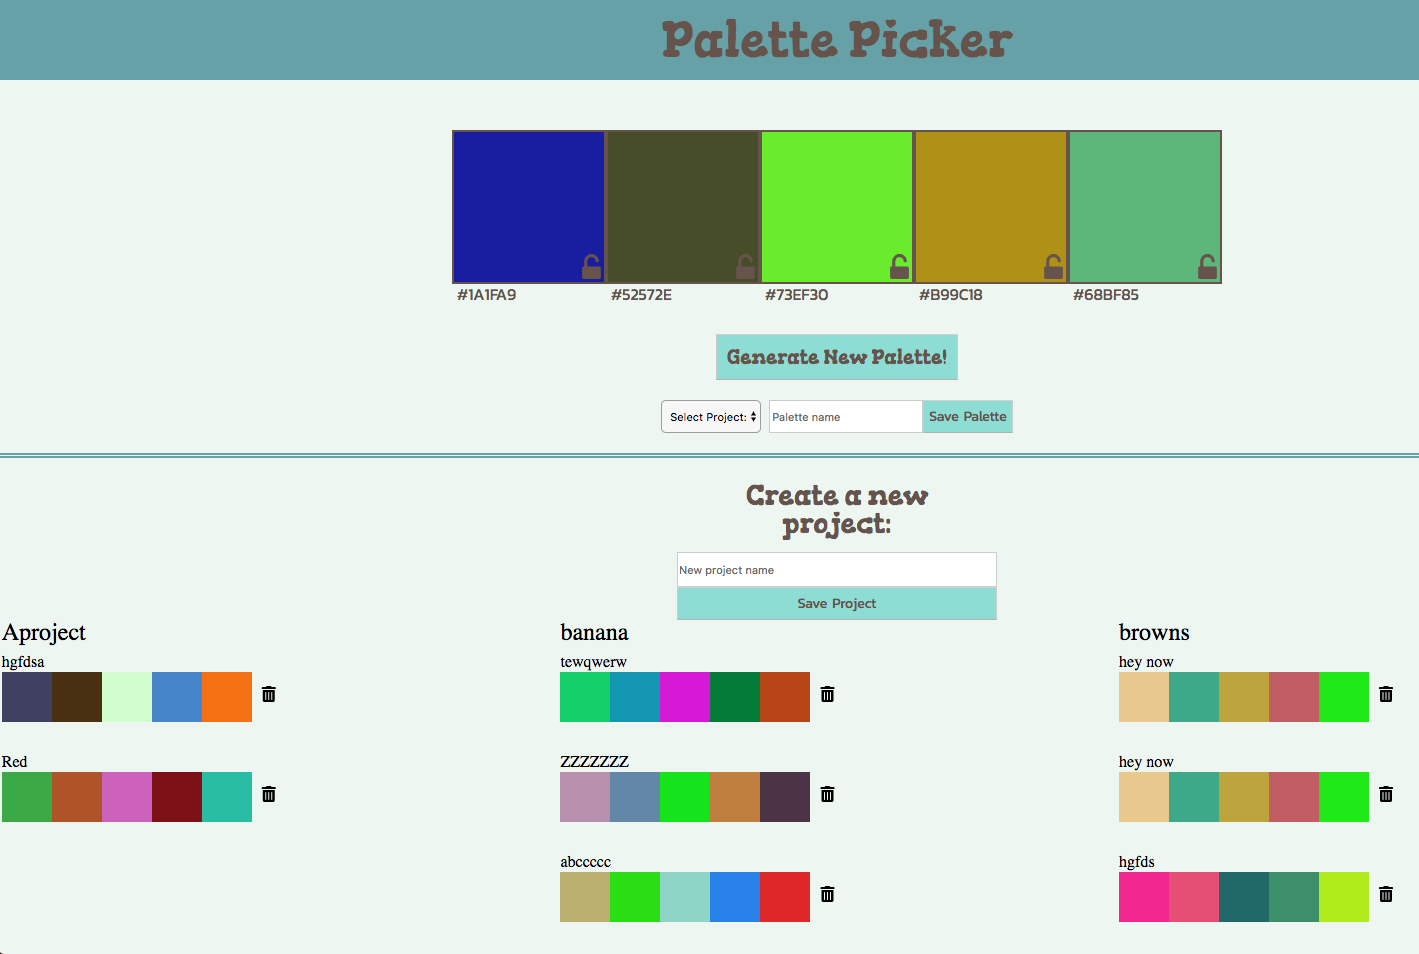 Palette Picker
#1A1FA9
#52572E
#73EF30
#B99C18
#68BF85
Generate New Palette!
Select Project:
Palette name
Save Palette
Create a new
project:
New project name
Save Project
Aproject
hgfdsa
Red
banana
tewqwerw
ZZZZZZZ
abccccc
browns
hey now
hey now
hgfds